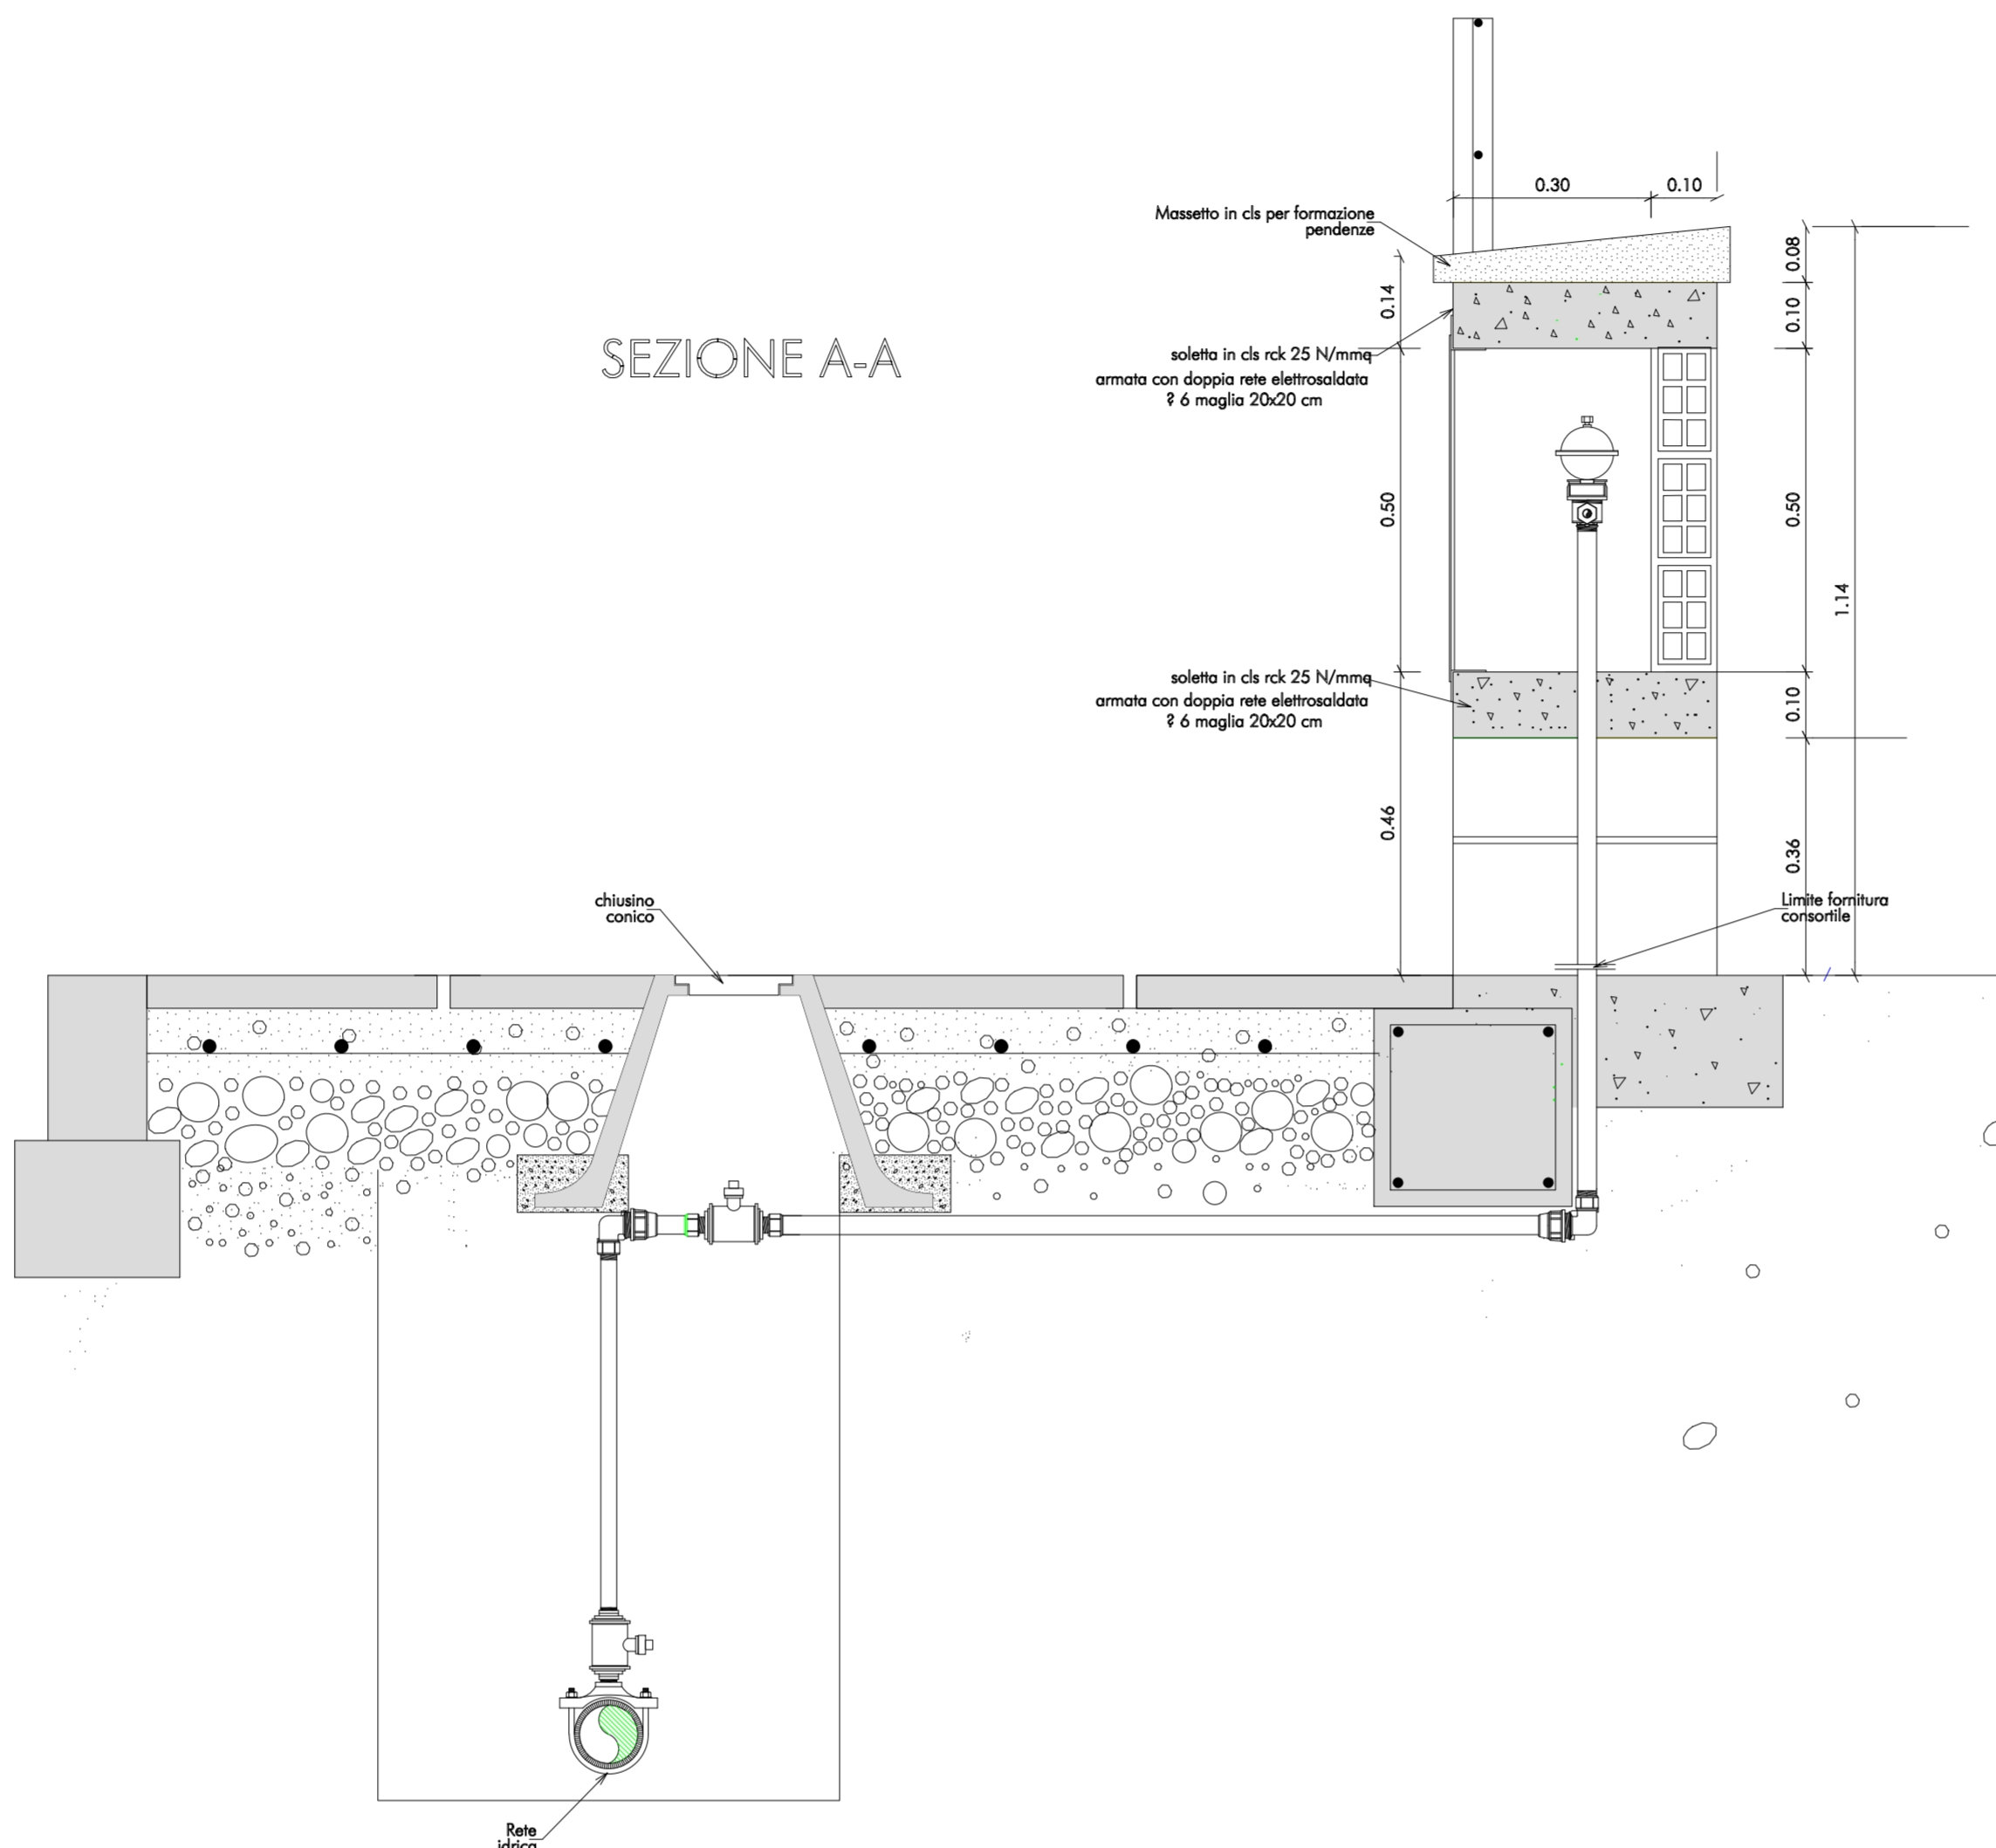 0.30
0.10
Massetto in cls per formazione
pendenze
0.08
0.14
0.10
SEZIONE A-A
soletta in cls rck 25 N/mmq
armata con doppia rete elettrosaldata
? 6 maglia 20x20 cm
0.50
0.50
1.14
soletta in cls rck 25 N/mmq
armata con doppia rete elettrosaldata
? 6 maglia 20x20 cm
0.10
0.46
0.36
chiusino
conico
Limite fornitura
consortile
Rete
idrica